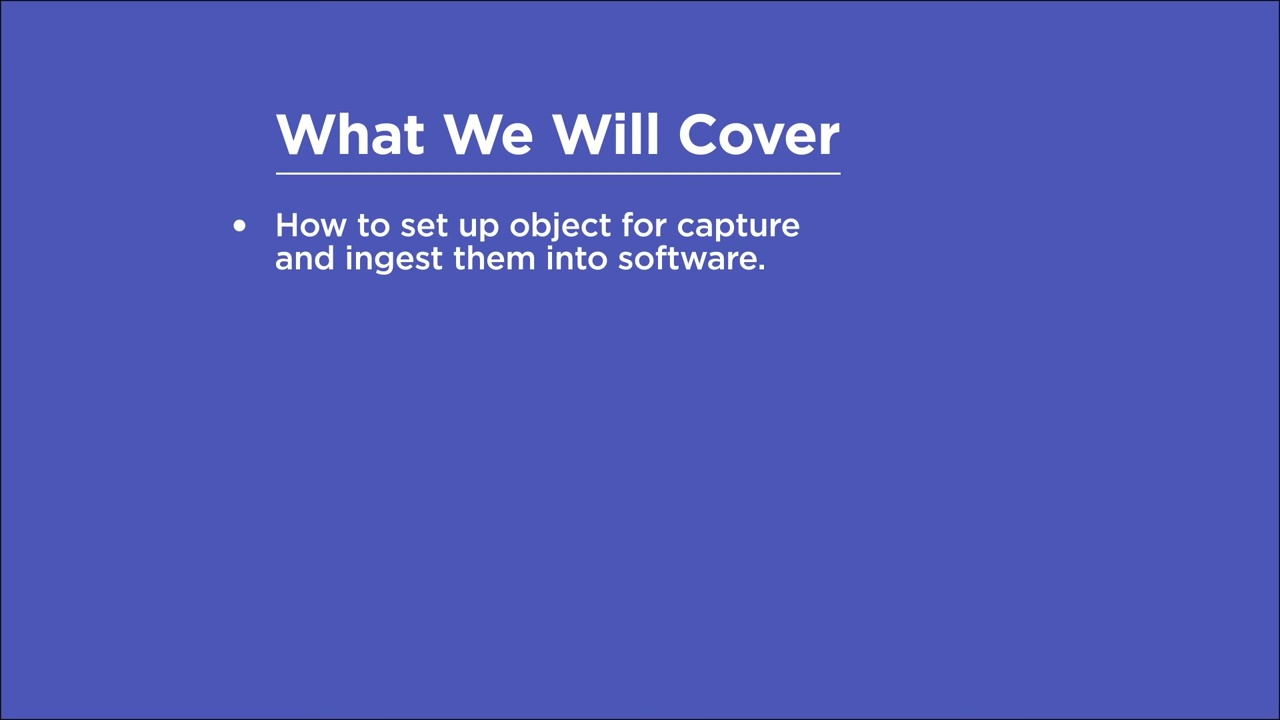 What We Will Cover
• How to set up object for capture
and ingest them into software.